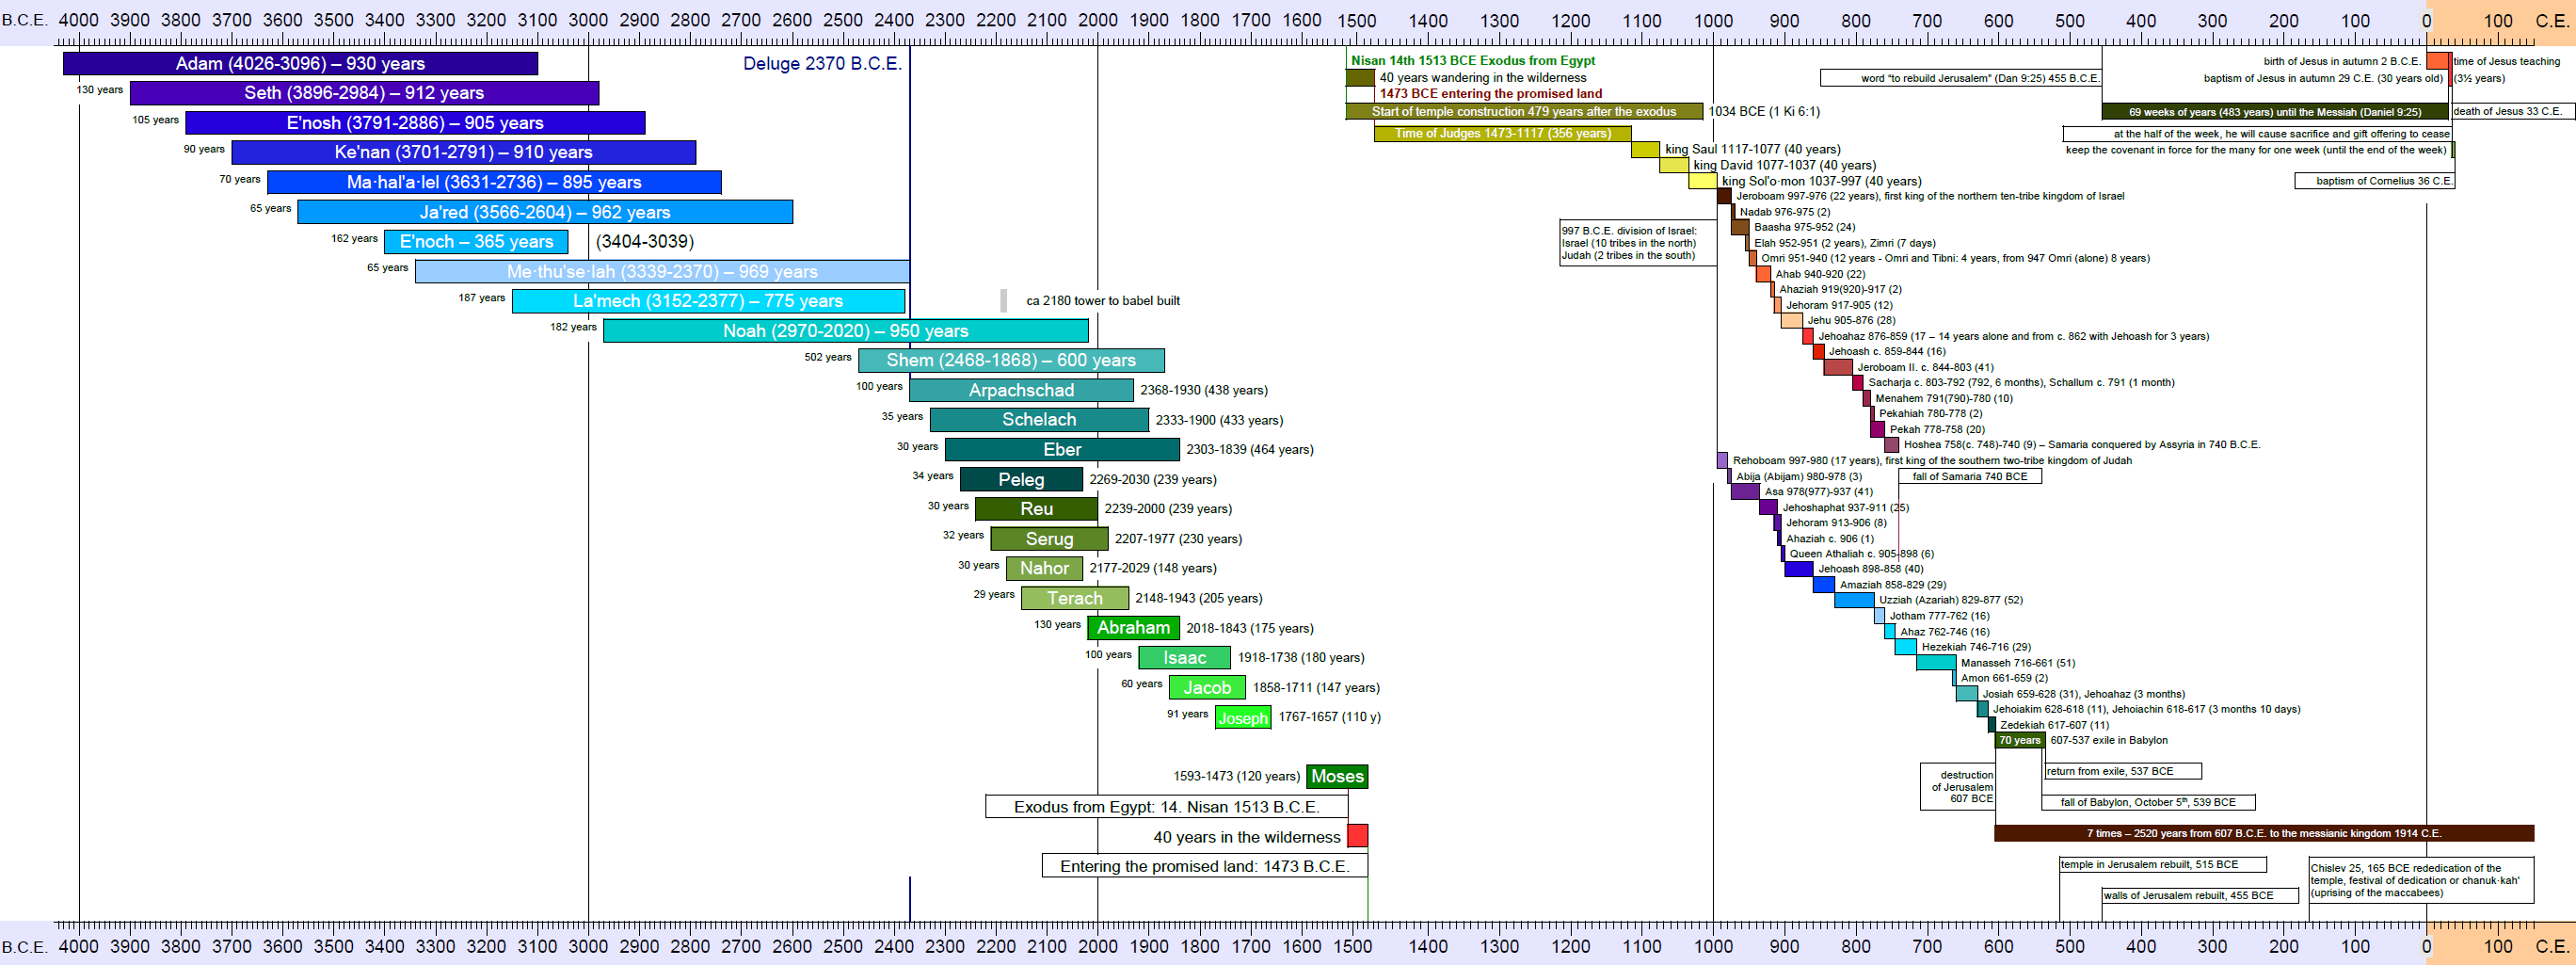 B.C.E. 4000 3900 3800 3700 3600 3500 3400 3300 3200 3100 3000 2900 2800 2700 2600 2500 2400 2300 2200 2100 2000 1900 1800 1700 1600 1500 1400 1300 1200 1100 1000 900 800 700 600 500 400 300 200 100 0 100 C.E.
Adam (4026-3096) – 930 years
130 years
Seth (3896-2984) – 912 years
105 years
E'nosh (3791-2886) – 905 years
90 years
Ke'nan (3701-2791) – 910 years
70 years
Ma·hal'a·lel (3631-2736) – 895 years
65 years
Ja'red (3566-2604) – 962 years
162 years
E'noch – 365 years
(3404-3039)
65 years
Me·thu'se·lah (3339-2370) – 969 years
187 years
La'mech (3152-2377) – 775 years
182 years
Noah (2970-2020) – 950 years
Deluge 2370 B.C.E.
ca 2180 tower to babel built
502 years
Shem (2468-1868) – 600 years
100 years
Arpachschad
2368-1930 (438 years)
35 years
Schelach
2333-1900 (433 years)
30 years
Eber
2303-1839 (464 years)
34 years
Peleg
2269-2030 (239 years)
30 years
Reu
2239-2000 (239 years)
32 years
Serug
2207-1977 (230 years)
30 years
Nahor
2177-2029 (148 years)
29 years
Terach
2148-1943 (205 years)
130 years
Abraham
2018-1843 (175 years)
100 years
Isaac
1918-1738 (180 years)
60 years
Jacob
1858-1711 (147 years)
91 years
Joseph
1767-1657 (110 y)
1593-1473 (120 years)
Moses
Exodus from Egypt: 14. Nisan 1513 B.C.E.
40 years in the wilderness
Entering the promised land: 1473 B.C.E.
Nisan 14th 1513 BCE Exodus from Egypt
40 years wandering in the wilderness
1473 BCE entering the promised land
Start of temple construction 479 years after the exodus
1034 BCE (1 Ki 6:1)
Time of Judges 1473-1117 (356 years)
king Saul 1117-1077 (40 years)
king David 1077-1037 (40 years)
king Sol'o·mon 1037-997 (40 years)
Jeroboam 997-976 (22 years), first king of the northern ten-tribe kingdom of Israel
Nadab 976-975 (2)
Baasha 975-952 (24)
Elah 952-951 (2 years), Zimri (7 days)
Omri 951-940 (12 years - Omri and Tibni: 4 years, from 947 Omri (alone) 8 years)
Ahab 940-920 (22)
Ahaziah 919(920)-917 (2)
Jehoram 917-905 (12)
Jehu 905-876 (28)
Jehoahaz 876-859 (17 – 14 years alone and from c. 862 with Jehoash for 3 years)
Jehoash c. 859-844 (16)
Jeroboam II. c. 844-803 (41)
Sacharja c. 803-792 (792, 6 months), Schallum c. 791 (1 month)
Menahem 791(790)-780 (10)
Pekahiah 780-778 (2)
Pekah 778-758 (20)
Hoshea 758(c. 748)-740 (9) – Samaria conquered by Assyria in 740 B.C.E.
997 B.C.E. division of Israel:
Israel (10 tribes in the north)
Judah (2 tribes in the south)
Rehoboam 997-980 (17 years), first king of the southern two-tribe kingdom of Judah
Abija (Abijam) 980-978 (3)
fall of Samaria 740 BCE
Asa 978(977)-937 (41)
Jehoshaphat 937-911 (25)
Jehoram 913-906 (8)
Ahaziah c. 906 (1)
Queen Athaliah c. 905-898 (6)
Jehoash 898-858 (40)
Amaziah 858-829 (29)
Uzziah (Azariah) 829-877 (52)
Jotham 777-762 (16)
Ahaz 762-746 (16)
Hezekiah 746-716 (29)
Manasseh 716-661 (51)
Amon 661-659 (2)
Josiah 659-628 (31), Jehoahaz (3 months)
Jehoiakim 628-618 (11), Jehoiachin 618-617 (3 months 10 days)
Zedekiah 617-607 (11)
70 years
607-537 exile in Babylon
destruction
of Jerusalem
607 BCE
return from exile, 537 BCE
fall of Babylon, October 5th, 539 BCE
7 times – 2520 years from 607 B.C.E. to the messianic kingdom 1914 C.E.
temple in Jerusalem rebuilt, 515 BCE
walls of Jerusalem rebuilt, 455 BCE
Chislev 25, 165 BCE rededication of the
temple, festival of dedication or chanuk·kah'
(uprising of the maccabees)
birth of Jesus in autumn 2 B.C.E.
time of Jesus teaching
word "to rebuild Jerusalem" (Dan 9:25) 455 B.C.E.
baptism of Jesus in autumn 29 C.E. (30 years old)
(3½ years)
69 weeks of years (483 years) until the Messiah (Daniel 9:25)
death of Jesus 33 C.E.
at the half of the week, he will cause sacrifice and gift offering to cease
keep the covenant in force for the many for one week (until the end of the week)
baptism of Cornelius 36 C.E.
B.C.E. 4000 3900 3800 3700 3600 3500 3400 3300 3200 3100 3000 2900 2800 2700 2600 2500 2400 2300 2200 2100 2000 1900 1800 1700 1600 1500 1400 1300 1200 1100 1000 900 800 700 600 500 400 300 200 100 0 100 C.E.